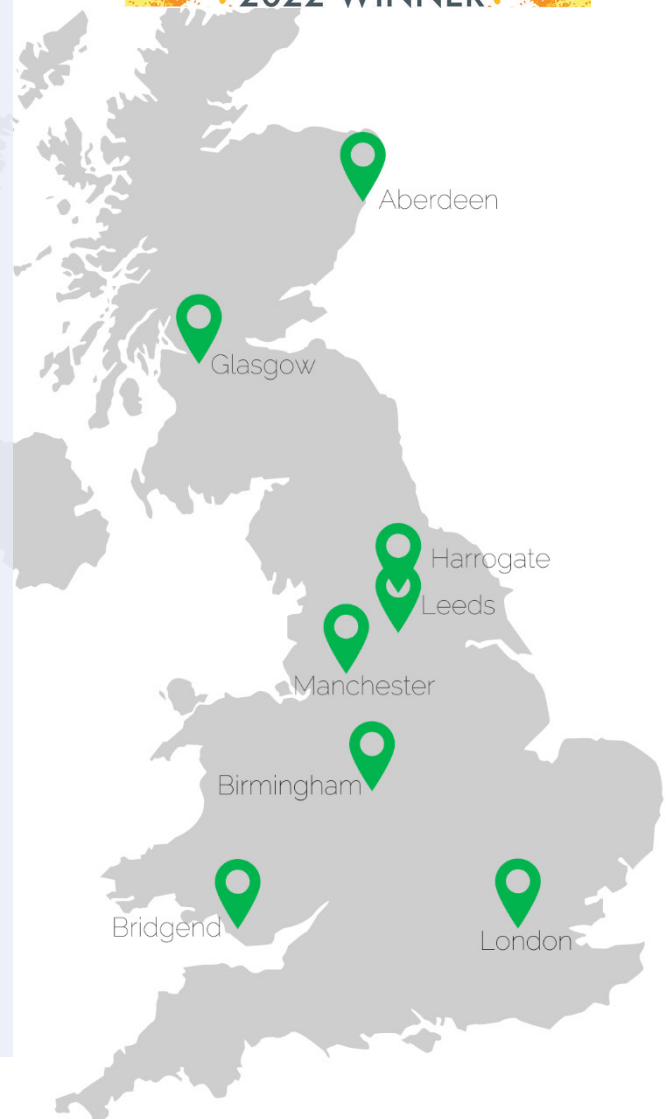 2022 WINNER
Aberdeen
Glasgow
Harrogate
Leeds
Manchester
Birmingham
Bridgend
London